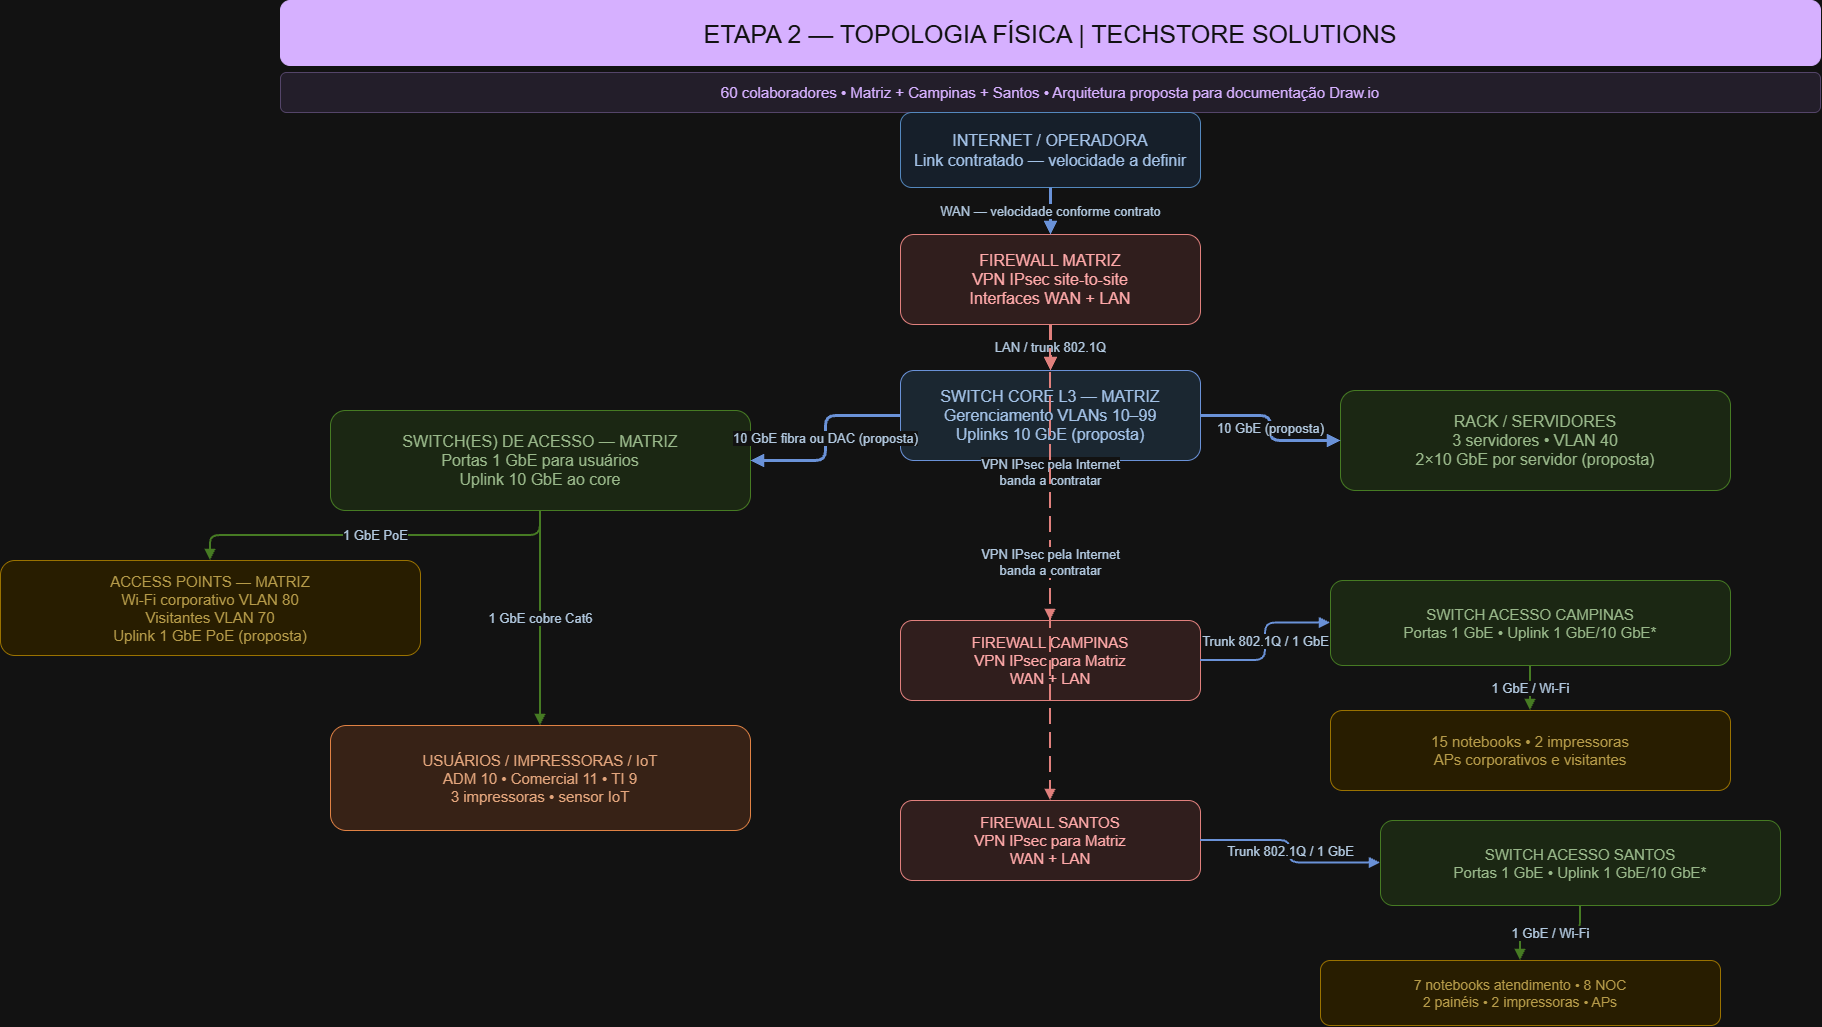 ETAPA 2 — TOPOLOGIA FÍSICA | TECHSTORE SOLUTIONS
60 colaboradores • Matriz + Campinas + Santos • Arquitetura proposta para documentação Draw.io
INTERNET / OPERADORA
Link contratado — velocidade a definir
WAN — velocidade conforme contrato
FIREWALL MATRIZ
VPN IPsec site-to-site
Interfaces WAN + LAN
LAN / trunk 802.1Q
SWITCH CORE L3 — MATRIZ
Gerenciamento VLANs 10–99
Uplinks 10 GbE (proposta)
10 GbE fibra ou DAC (proposta)
10 GbE (proposta)
SWITCH(ES) DE ACESSO — MATRIZ
Portas 1 GbE para usuários
Uplink 10 GbE ao core
RACK / SERVIDORES
3 servidores • VLAN 40
2×10 GbE por servidor (proposta)
VPN IPsec pela Internet
banda a contratar
1 GbE PoE
VPN IPsec pela Internet
banda a contratar
ACCESS POINTS — MATRIZ
Wi-Fi corporativo VLAN 80
Visitantes VLAN 70
Uplink 1 GbE PoE (proposta)
1 GbE cobre Cat6
FIREWALL CAMPINAS
VPN IPsec para Matriz
WAN + LAN
Trunk 802.1Q / 1 GbE
SWITCH ACESSO CAMPINAS
Portas 1 GbE • Uplink 1 GbE/10 GbE*
1 GbE / Wi-Fi
15 notebooks • 2 impressoras
APs corporativos e visitantes
USUÁRIOS / IMPRESSORAS / IoT
ADM 10 • Comercial 11 • TI 9
3 impressoras • sensor IoT
FIREWALL SANTOS
VPN IPsec para Matriz
WAN + LAN
Trunk 802.1Q / 1 GbE
SWITCH ACESSO SANTOS
Portas 1 GbE • Uplink 1 GbE/10 GbE*
1 GbE / Wi-Fi
7 notebooks atendimento • 8 NOC
2 painéis • 2 impressoras • APs